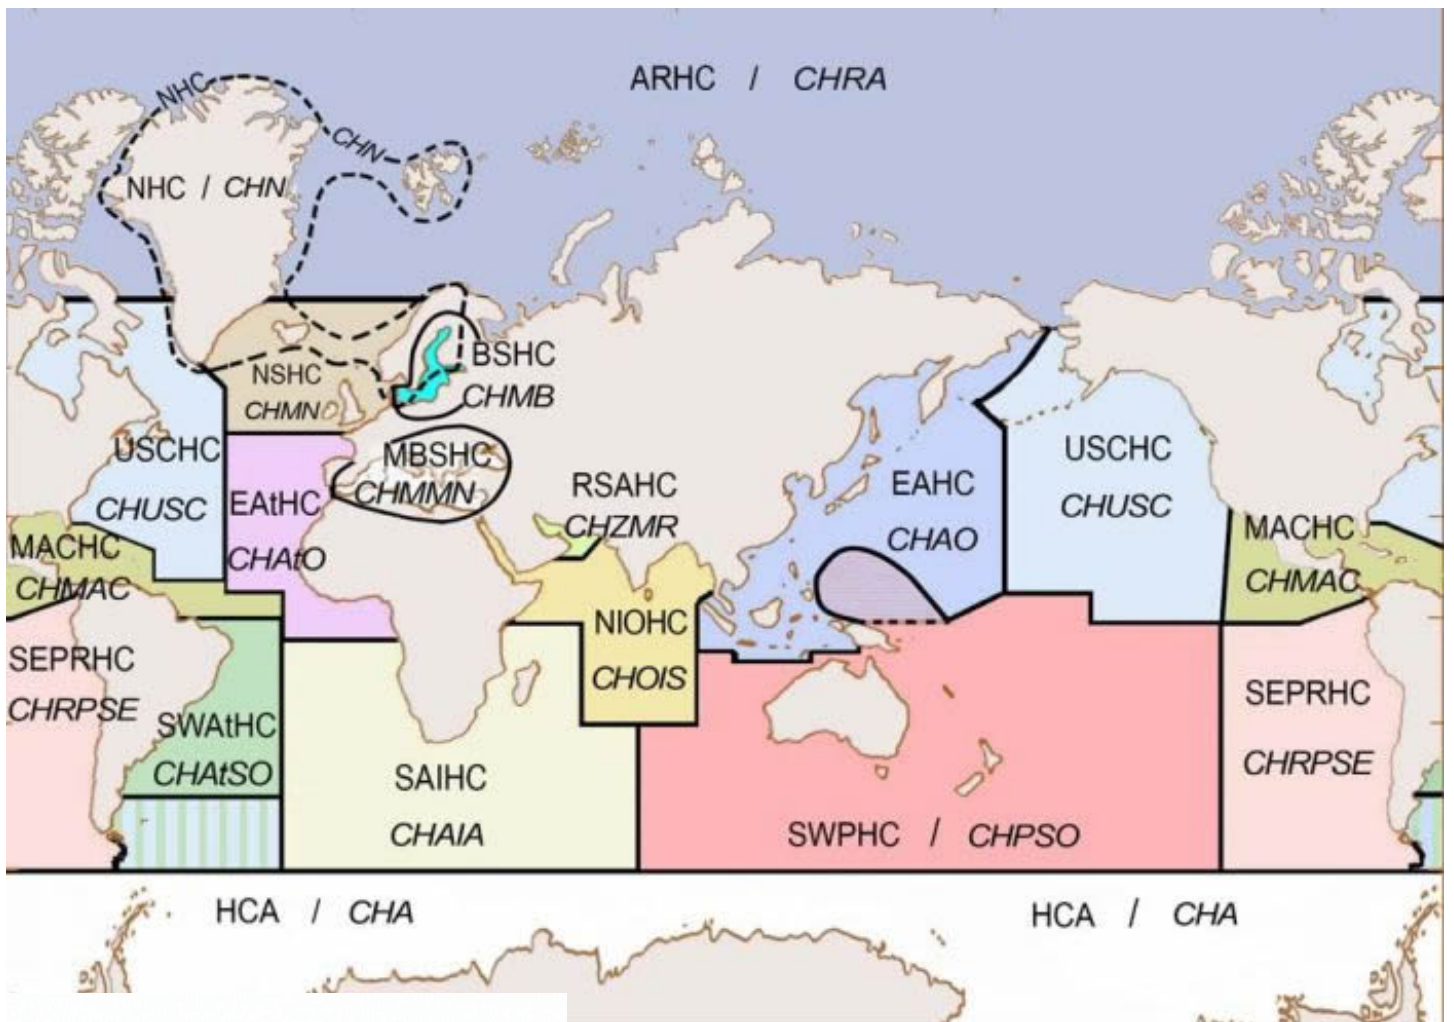 ARHC / CHRA
NHC
CHN
NHC / CHN
BSHC
CHMB
NSHC
CHMN
USCHC
CHUSC
MBSHC
CHMMN
EAtHC
CHAtO
RSAHC
CHZMR
EAHC
CHAO
USCHC
CHUSC
MACHC
CHMAC
MACHC
CHMAC
NIOHC
CHOIS
SEPRHC
CHRPSE
SWAtHC
CHAtSO
SAIHC
CHAIA
SWPHC / CHPSO
SEPRHC
CHRPSE
HCA / CHA
HCA / CHA